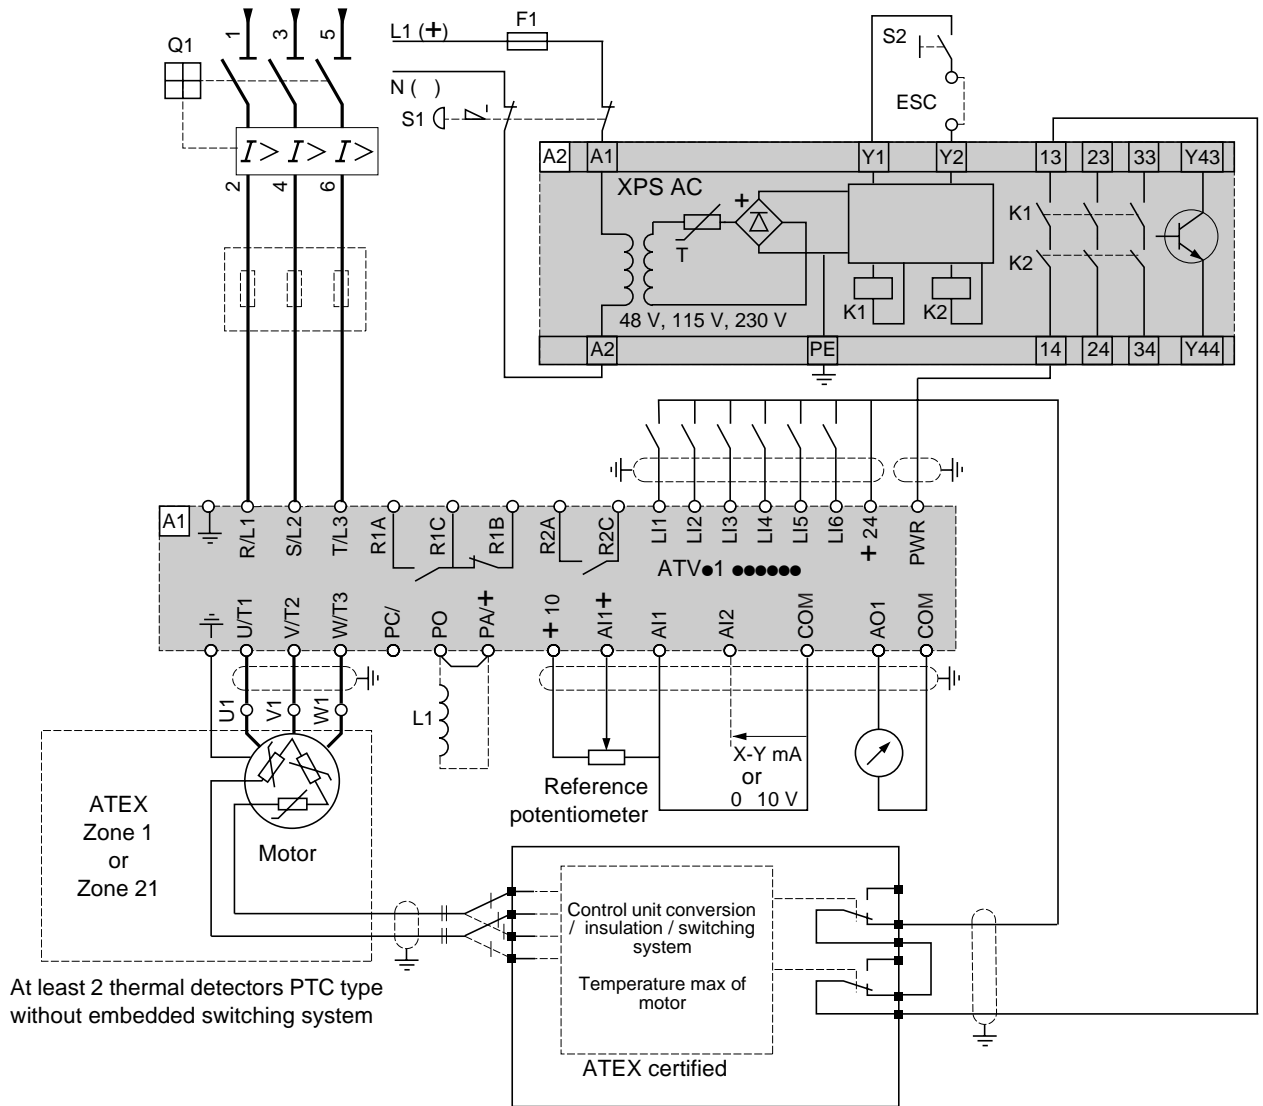 1 3 5
Q1
I> I> I>
2 4 6
L1 (+)
F1
N ( )
S1
S2
ESC
A2 A1 Y1 Y2 13 23 33 Y43
XPS AC
+
T
K1
K2
K1 K2
48 V, 115 V, 230 V
A2 PE 14 24 34 Y44
A1
R/L1 S/L2 T/L3 R1A R1C R1B R2A R2C LI1 LI2 LI3 LI4 LI5 LI6 +24 PWR
ATV●1 ●●●●●●
U/T1 V/T2 W/T3 PC/ PO PA/+ +10 AI1+ AI1 AI2 COM AO1 COM
U1 V1 W1
L1
X-Y mA
or
0 10 V
Reference
potentiometer
ATEX
Zone 1
or
Zone 21
Motor
At least 2 thermal detectors PTC type
without embedded switching system
Control unit conversion
/ insulation / switching
system
Temperature max of
motor
ATEX certified